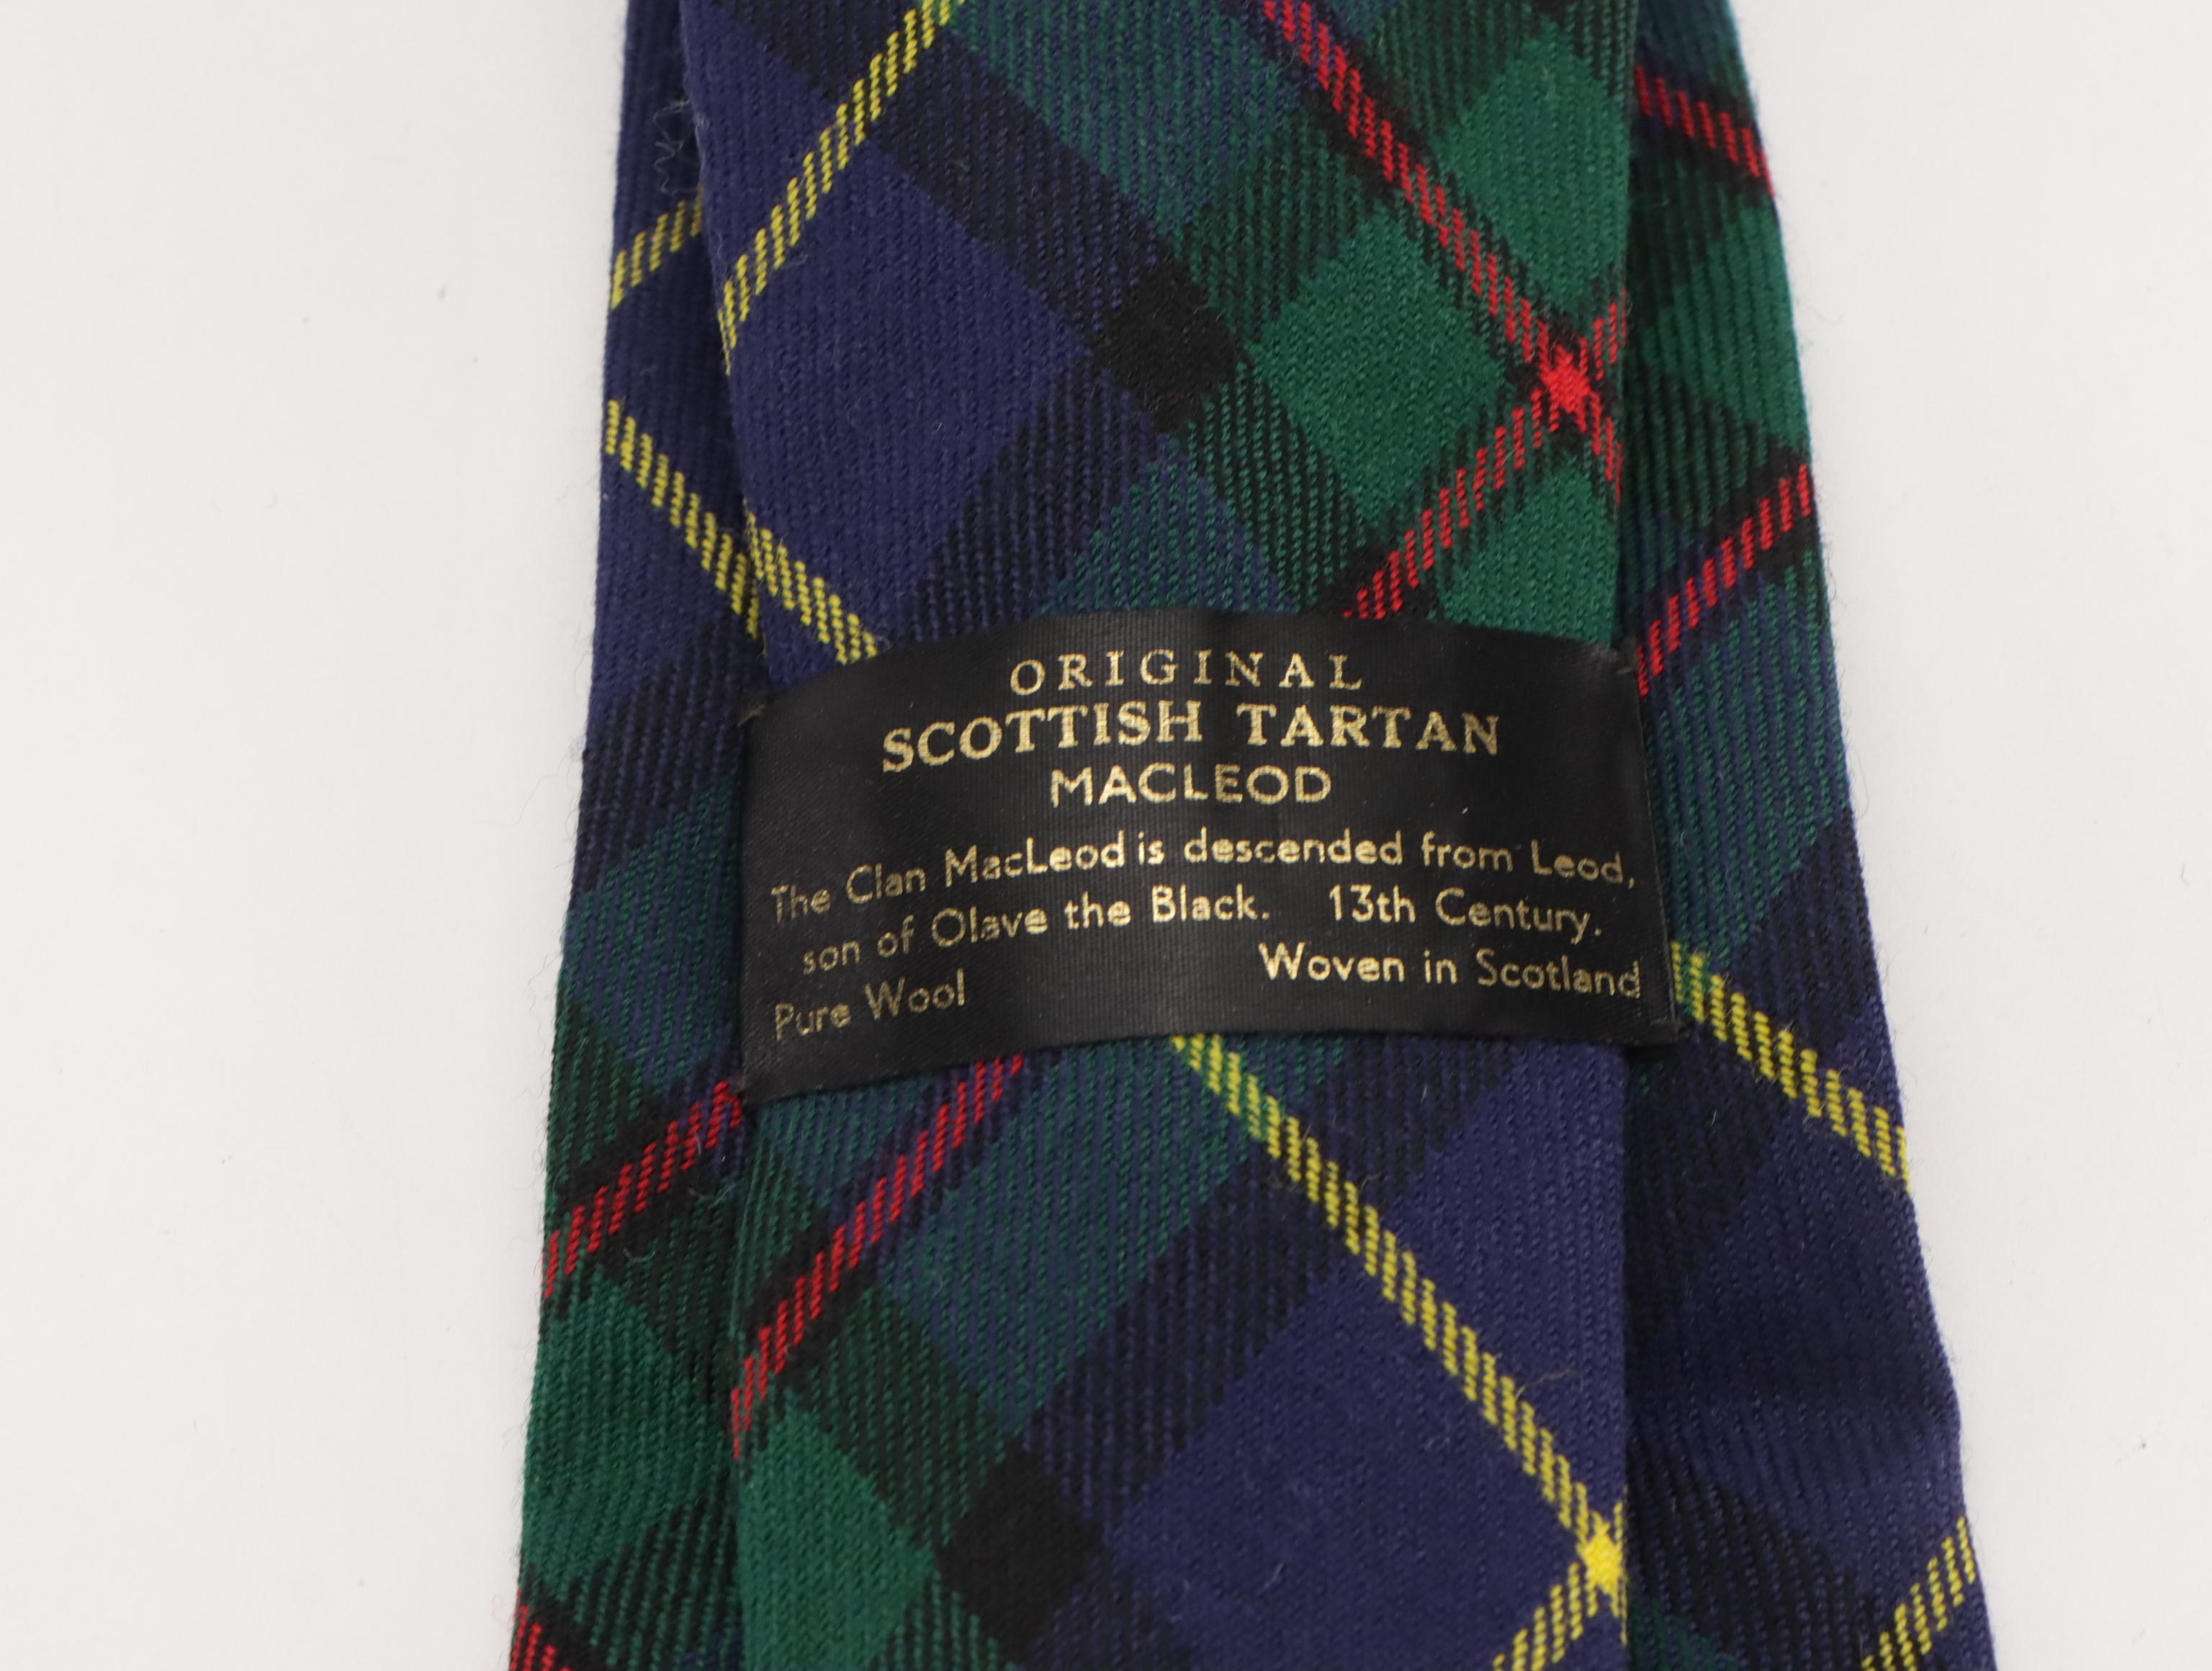 ORIGINAL
SCOTTISH TARTAN
MACLEOD
The Clan MacLeod is descended from Leod,
son of Olave the Black. 13th Century.
Pure Wool Woven in Scotland